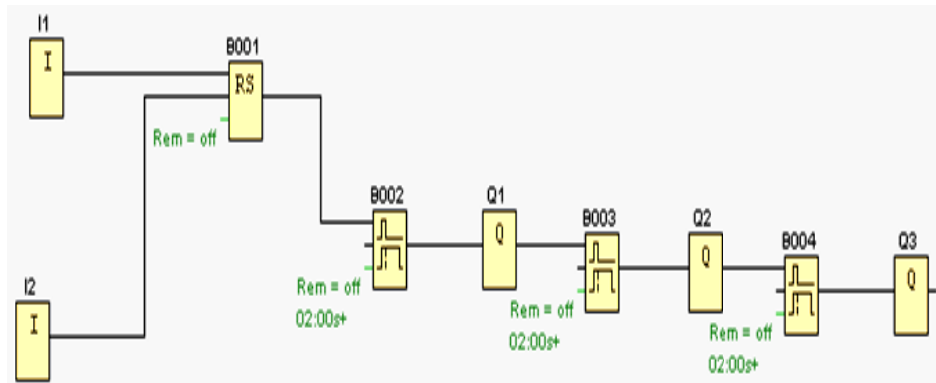 I1
I
B001
RS
Rem = off
B002
Rem = off
02:00s+
Q1
Q
B003
Rem = off
02:00s+
Q2
Q
B004
Rem = off
02:00s+
Q3
Q
I2
I